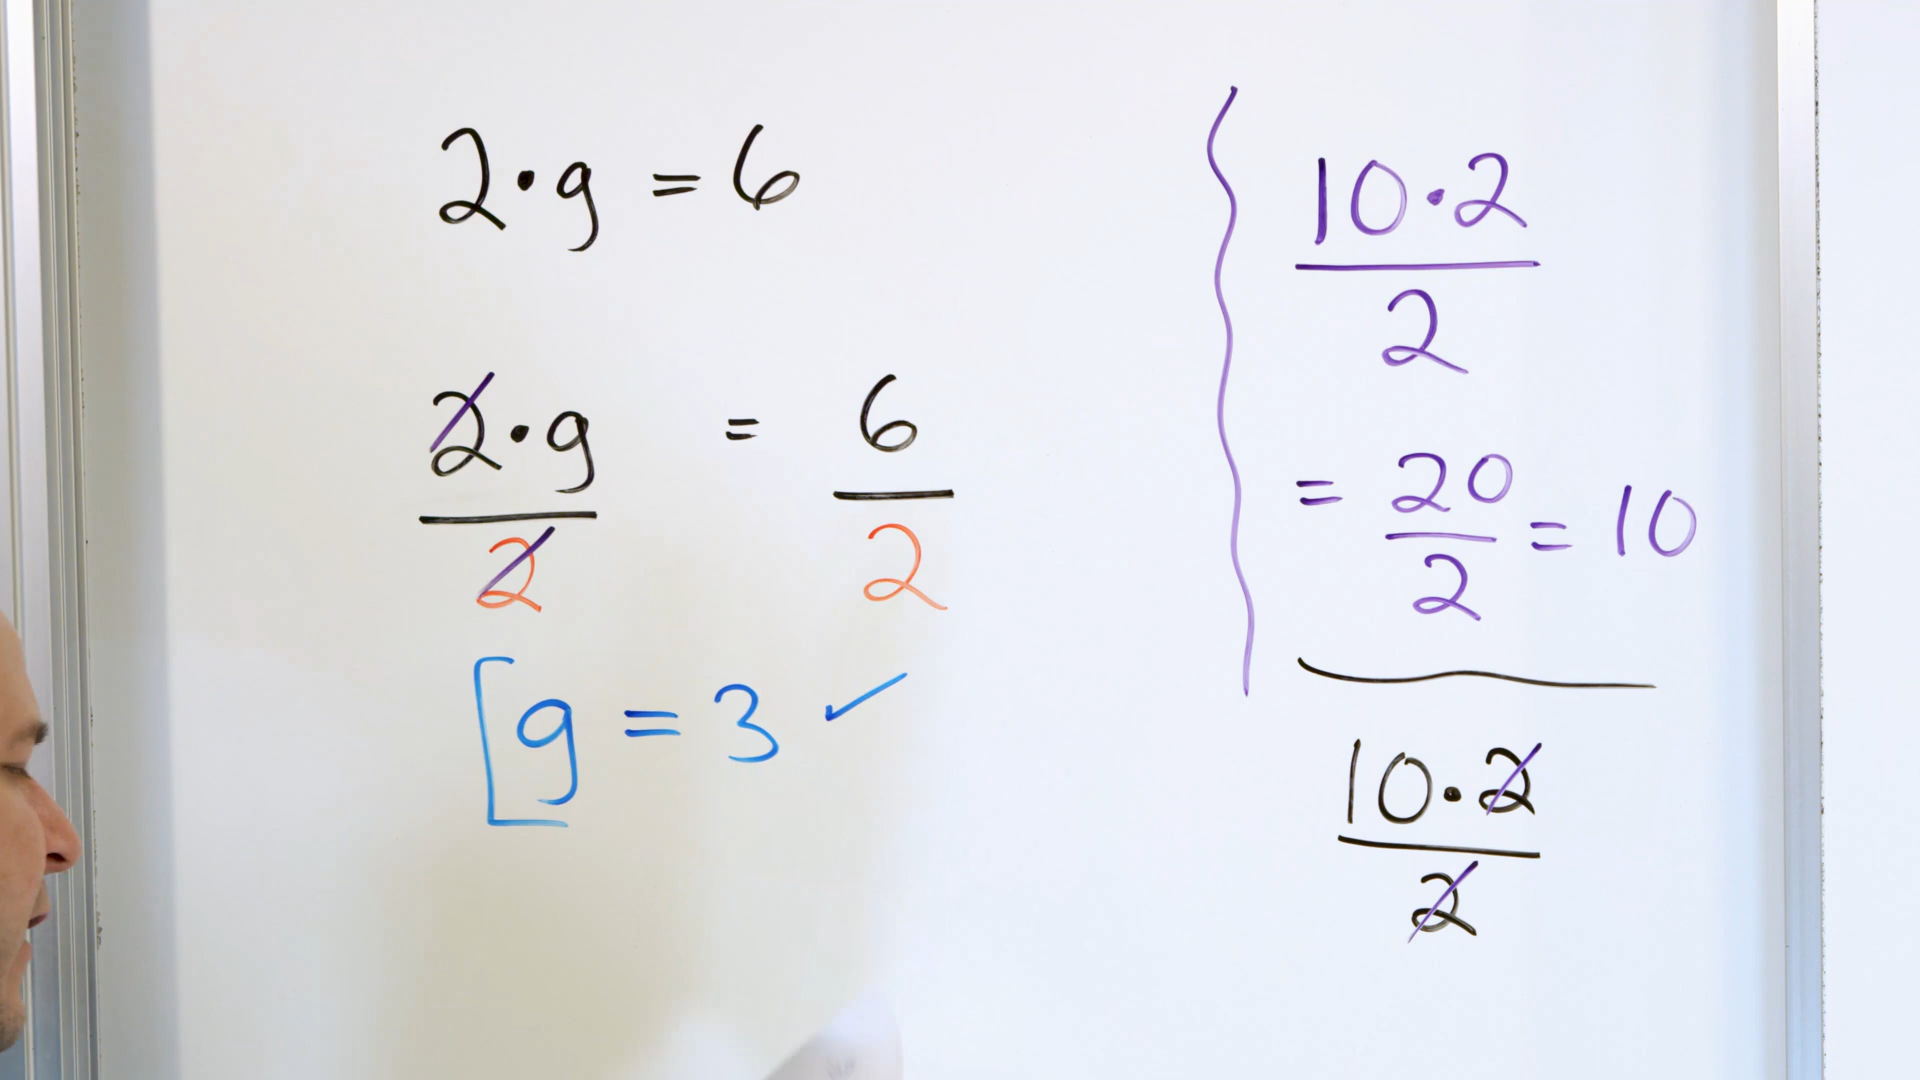 2·g = 6
2·g = 6
2 2
g = 3 ✓
10·2
2
= 20 = 10
2
10·2
2